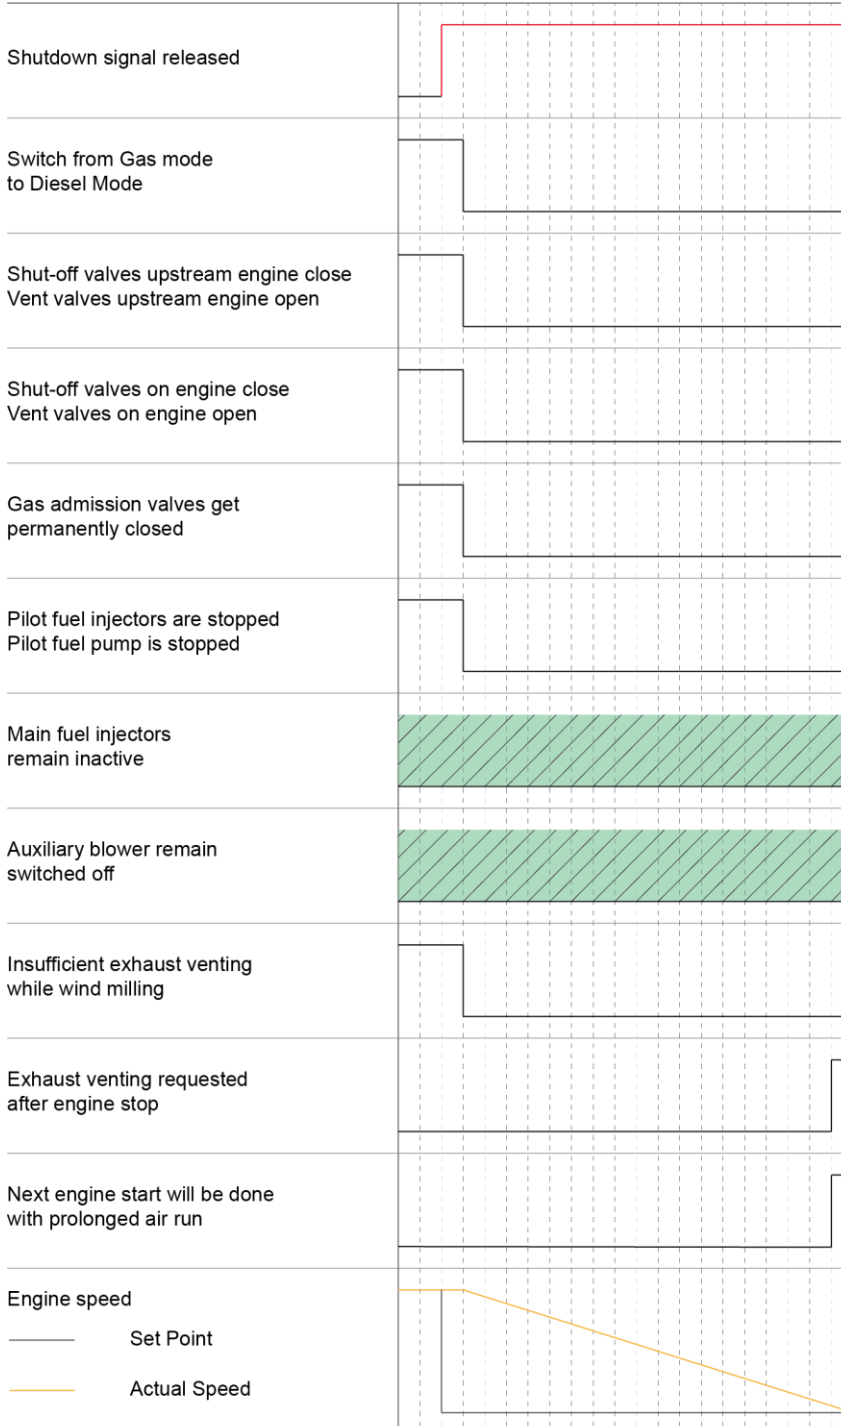 Shutdown signal released
Switch from Gas mode
to Diesel Mode
Shut-off valves upstream engine close
Vent valves upstream engine open
Shut-off valves on engine close
Vent valves on engine open
Gas admission valves get
permanently closed
Pilot fuel injectors are stopped
Pilot fuel pump is stopped
Main fuel injectors
remain inactive
Auxiliary blower remain
switched off
Insufficient exhaust venting
while wind milling
Exhaust venting requested
after engine stop
Next engine start will be done
with prolonged air run
Engine speed
Set Point
Actual Speed